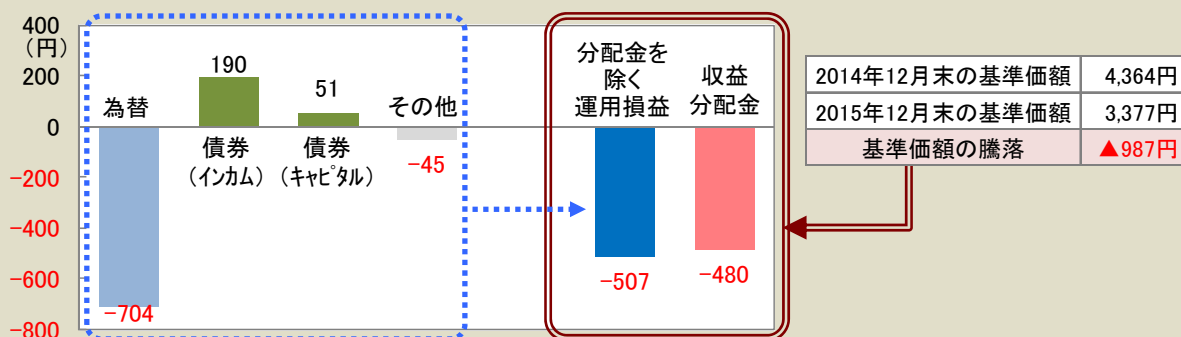 400
（円）
200
0
−200
−400
−600
−800
為替
190
51
その他
債券
（インカム）
債券
（キャピタル）
−45
−704
分配金を
除く
運用損益
収益
分配金
−507
−480
2014年12月末の基準価額 4,364円
2015年12月末の基準価額 3,377円
基準価額の騰落 ▲987円